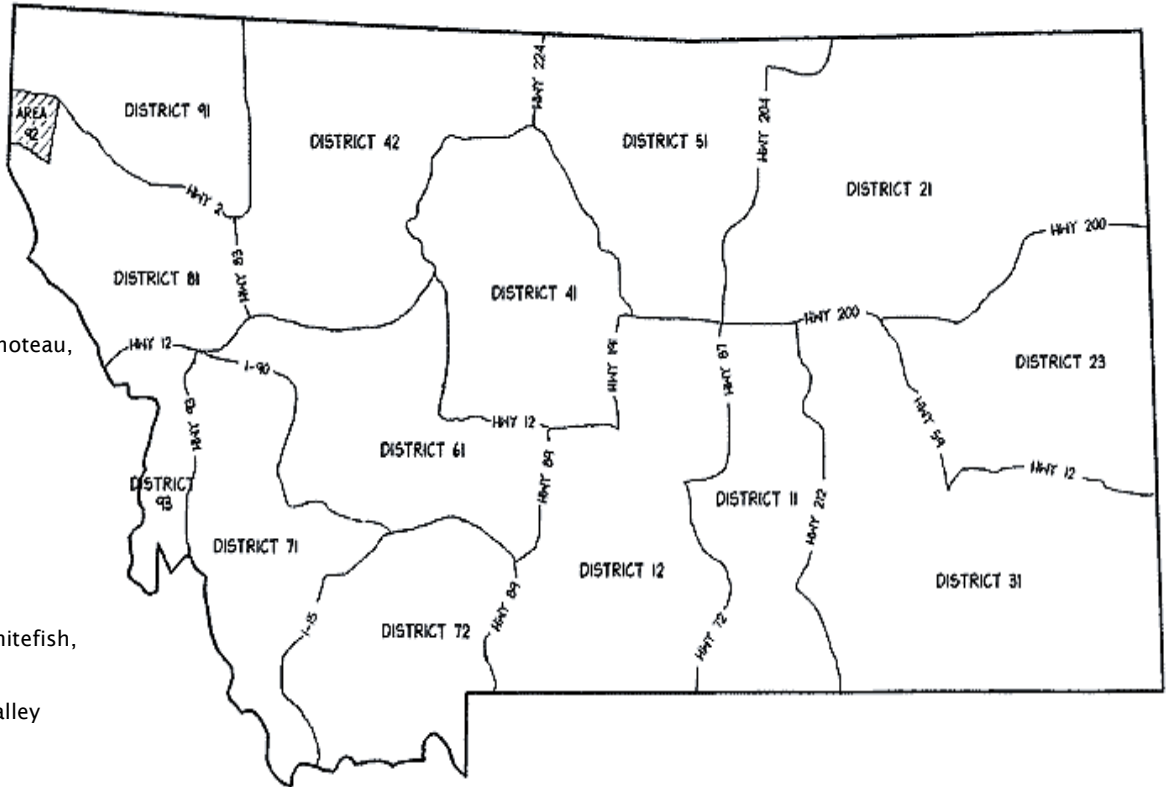 DISTRICT 91
AREA
92
HWY 2
DISTRICT 42
HWY 224
DISTRICT 51
HWY 204
DISTRICT 21
HWY 200
DISTRICT 81
HWY 83
DISTRICT 41
HWY 191
HWY 87
HWY 200
DISTRICT 23
HWY 59
HWY 12
hoteau,
HWY 12
I-90
HWY 93
DISTRICT
93
DISTRICT 61
HWY 12
HWY 89
DISTRICT 11
HWY 212
DISTRICT 71
I-15
DISTRICT 72
HWY 89
DISTRICT 12
HWY 72
DISTRICT 31
hitefish,
alley